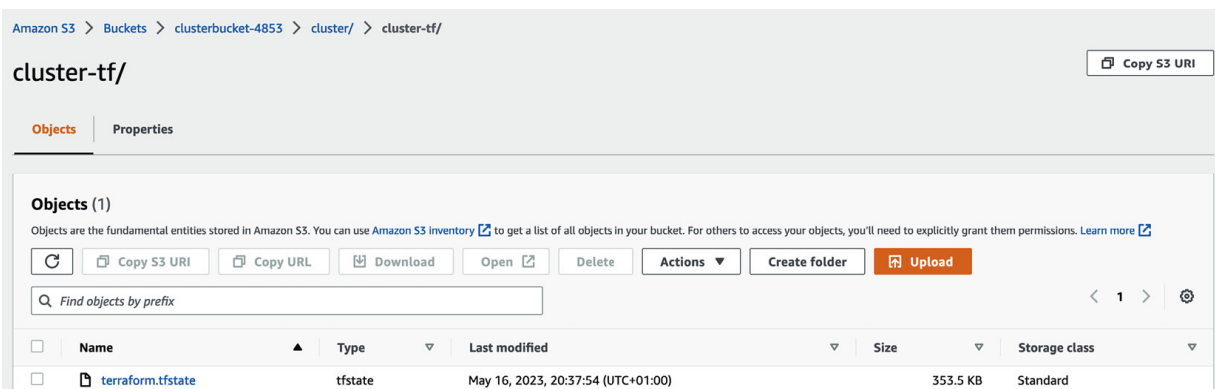 Amazon S3 > Buckets > clusterbucket-4853 > cluster/ > cluster-tf/
cluster-tf/
Copy S3 URI
Objects Properties
Objects (1)
Objects are the fundamental entities stored in Amazon S3. You can use Amazon S3 inventory to get a list of all objects in your bucket. For others to access your objects, you'll need to explicitly grant them permissions. Learn more
Copy S3 URI Copy URL Download Open Delete Actions Create folder Upload
Find objects by prefix
< 1 >
Name Type Last modified Size Storage class
terraform.tfstate tfstate May 16, 2023, 20:37:54 (UTC+01:00) 353.5 KB Standard